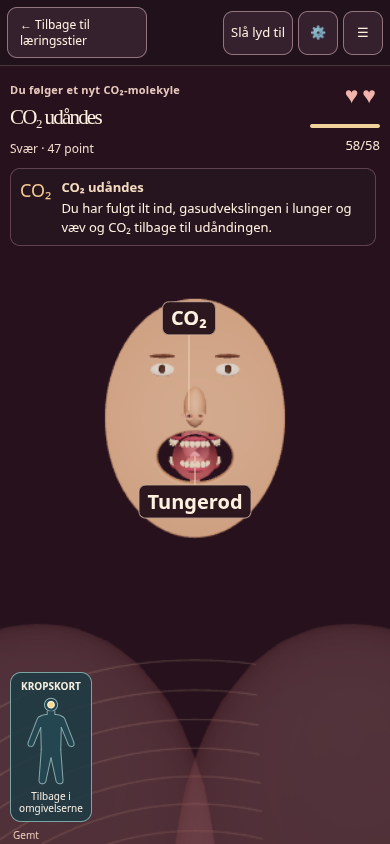 ← Tilbage til
læringsstier
Slå lyd til
Du følger et nyt CO₂-molekyle
CO₂ udåndes
Svær · 47 point
58/58
CO₂
CO₂ udåndes
Du har fulgt ilt ind, gasudvekslingen i lunger og
væv og CO₂ tilbage til udåndingen.
CO₂
Tungerod
KROPSKORT
Tilbage i
omgivelserne
Gemt